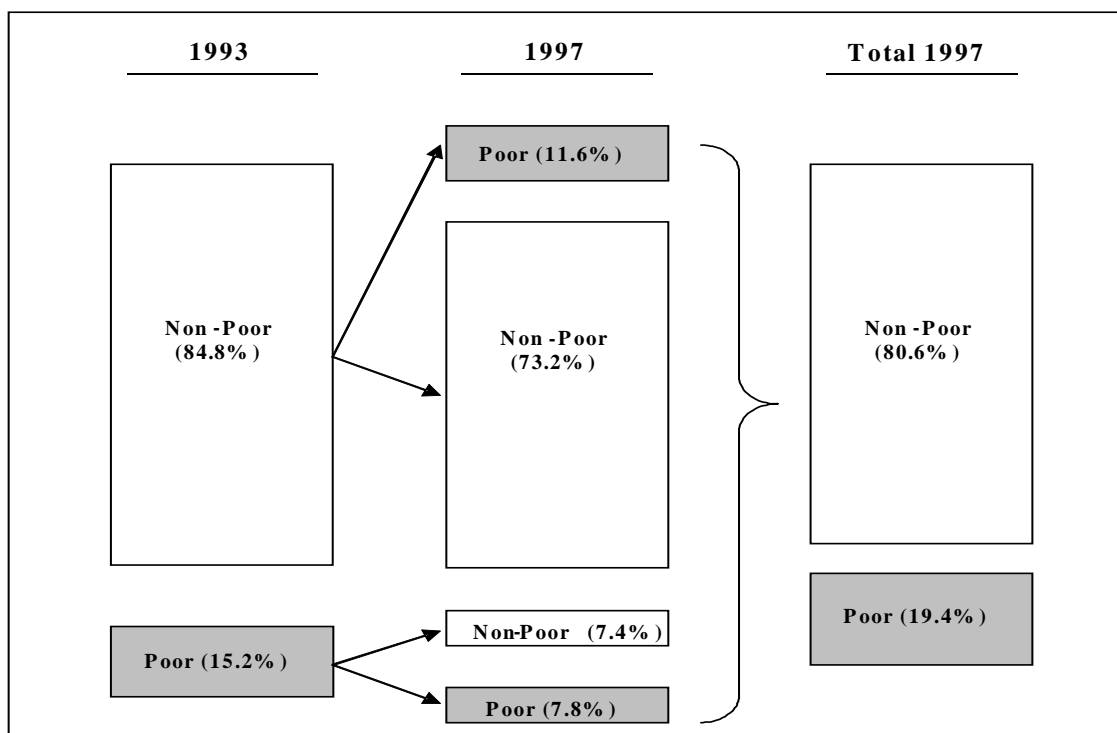 1993
1997
Total 1997
Poor (11.6%)
Non-Poor
(84.8%)
Non-Poor
(73.2%)
Non-Poor
(80.6%)
Poor (15.2%)
Non-Poor (7.4%)
Poor (7.8%)
Poor (19.4%)